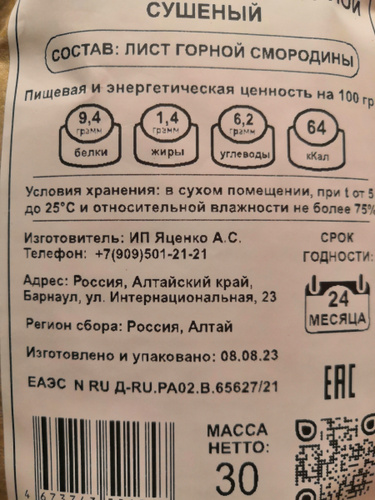 СУШЕНЫЙ
СОСТАВ: ЛИСТ ГОРНОЙ СМОРОДИНЫ
Пищевая и энергетическая ценность на 100 гр
9,4 грамм белки
1,4 грамм жиры
6,2 грамм углеводы
64 кКал
Условия хранения: в сухом помещении, при t от 5
до 25°С и относительной влажности не более 75%
Изготовитель: ИП Яценко А.С.
Телефон: +7(909)501-21-21
СРОК
ГОДНОСТИ:
24
МЕСЯЦА
Адрес: Россия, Алтайский край,
Барнаул, ул. Интернациональная, 23
Регион сбора: Россия, Алтай
Изготовлено и упаковано: 08.08.23
ЕАЭС N RU Д-RU.РА02.В.65627/21
ЕАС
МАССА
НЕТТО:
30